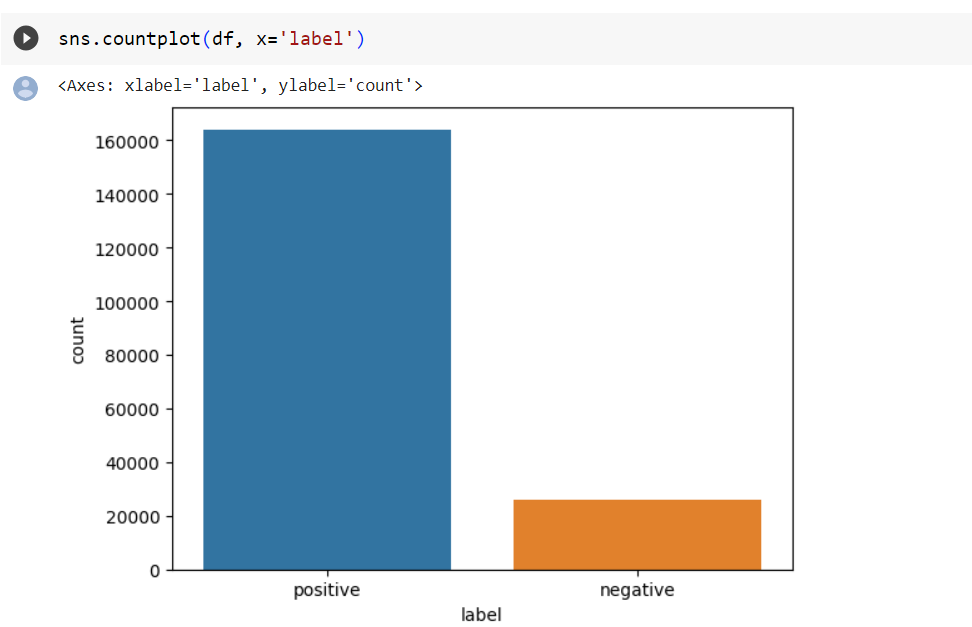 sns.countplot(df, x='label')
<Axes: xlabel='label', ylabel='count'>
160000
140000
120000
100000
80000
60000
40000
20000
0
count
positive negative
label